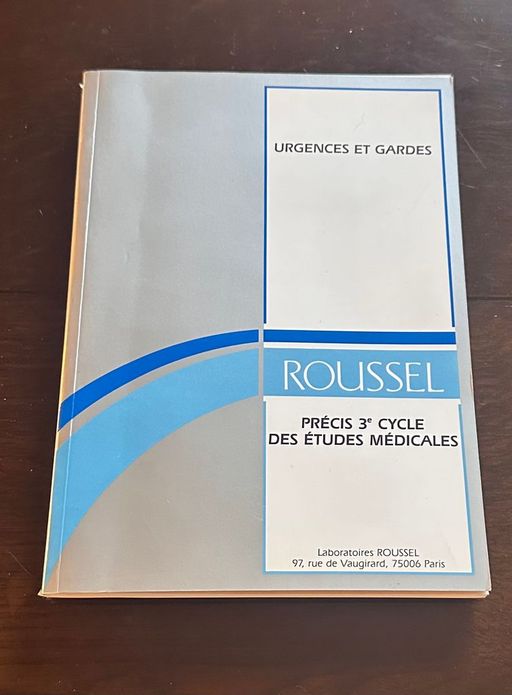 URGENCES ET GARDES
ROUSSEL
PRÉCIS 3e CYCLE
DES ÉTUDES MÉDICALES
Laboratoires ROUSSEL
97, rue de Vaugirard, 75006 Paris